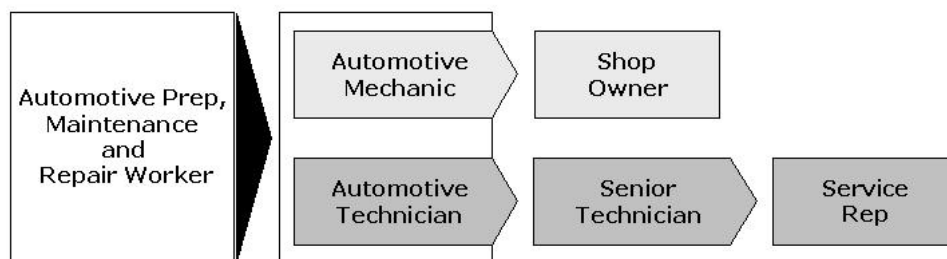 Automotive Prep,
Maintenance
and
Repair Worker
Automotive
Mechanic
Shop
Owner
Automotive
Technician
Senior
Technician
Service
Rep